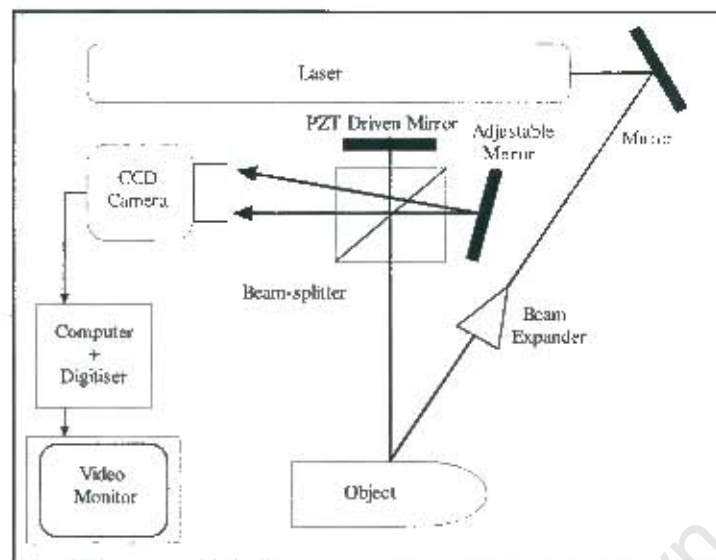 Laser
PZT Driven Mirror
Adjustable
Mirror
Mirror
CCD
Camera
Beam-splitter
Beam
Expander
Computer
+
Digitiser
Video
Monitor
Object